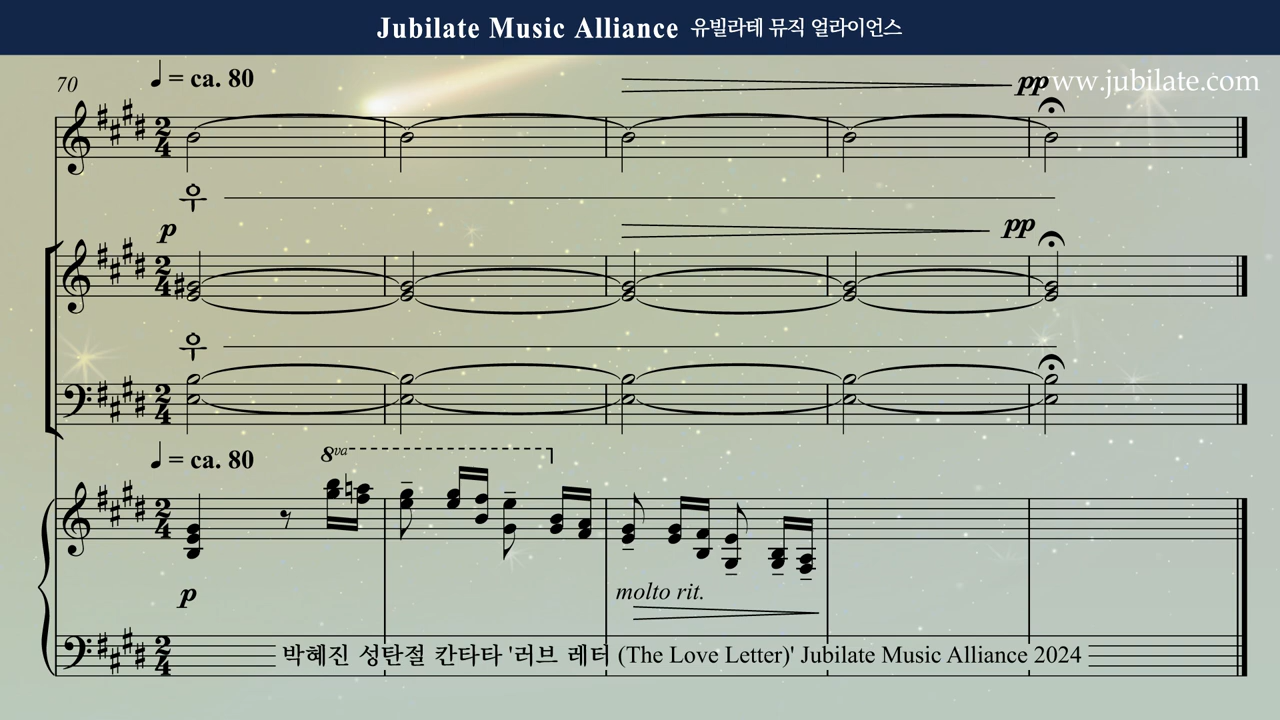 Jubilate Music Alliance 유빌라테 뮤직 얼라이언스
70
♩ = ca. 80
pp
www.jubilate.com
우
p
pp
우
♩ = ca. 80
8va
p
molto rit.
박혜진 성탄절 칸타타 '러브 레터 (The Love Letter)' Jubilate Music Alliance 2024